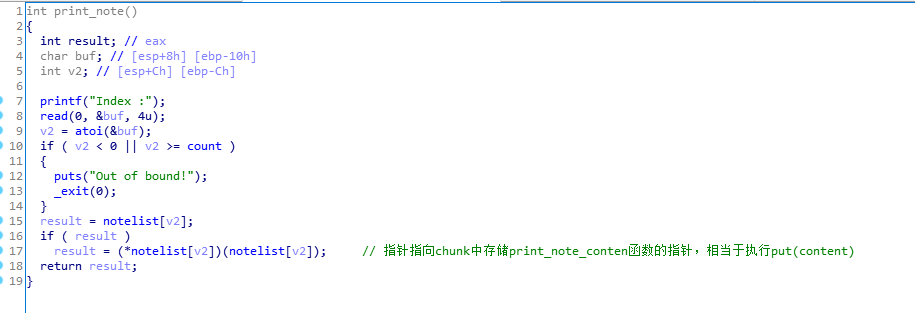 1 int print_note()
2 {
3 int result; // eax
4 char buf; // [esp+8h] [ebp-10h]
5 int v2; // [esp+Ch] [ebp-Ch]
6
7 printf("Index :");
8 read(0, &buf, 4u);
9 v2 = atoi(&buf);
10 if ( v2 < 0 || v2 >= count )
11 {
12 puts("Out of bound!");
13 _exit(0);
14 }
15 result = notelist[v2];
16 if ( result )
17 result = (*notelist[v2])(notelist[v2]); // 指针指向chunk中存储print_note_conten函数的指针，相当于执行put(content)
18 return result;
19 }